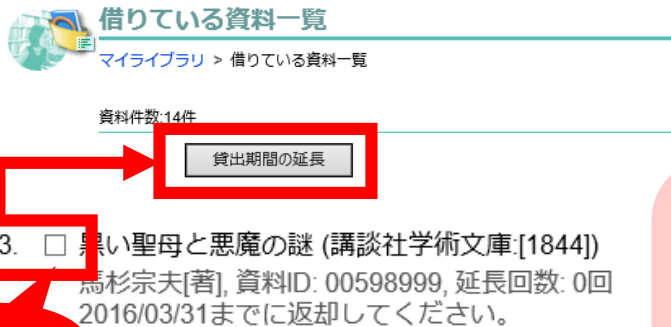 借りている資料一覧
マイライブラリ > 借りている資料一覧
資料件数:14件
貸出期間の延長
3. □ 黒い聖母と悪魔の謎 (講談社学術文庫:[1844])
馬杉宗夫[著], 資料ID: 00598999, 延長回数: 0回
2016/03/31までに返却してください。